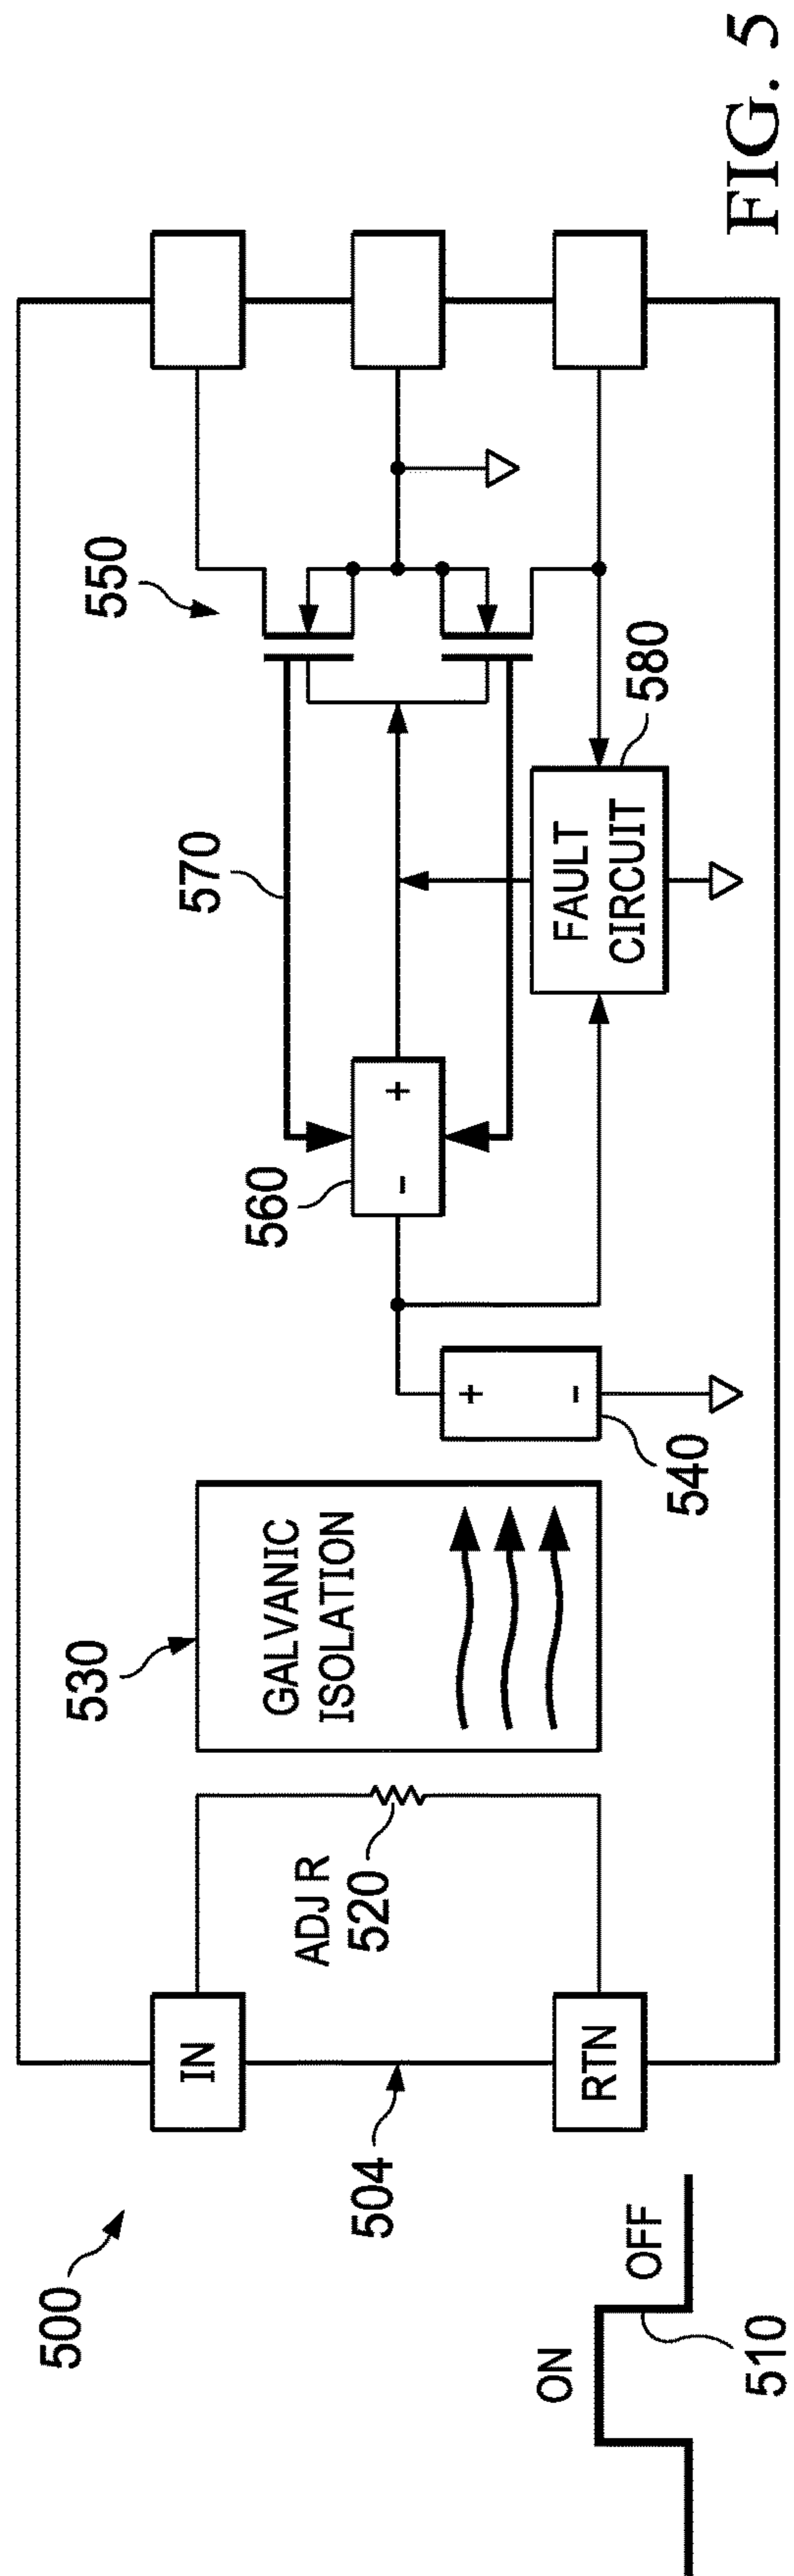 500
504
IN
RTN
ADJ R
520
530
GALVANIC
ISOLATION
540
560
+
-
+
-
570
550
FAULT
CIRCUIT
580
ON
OFF
510
FIG. 5